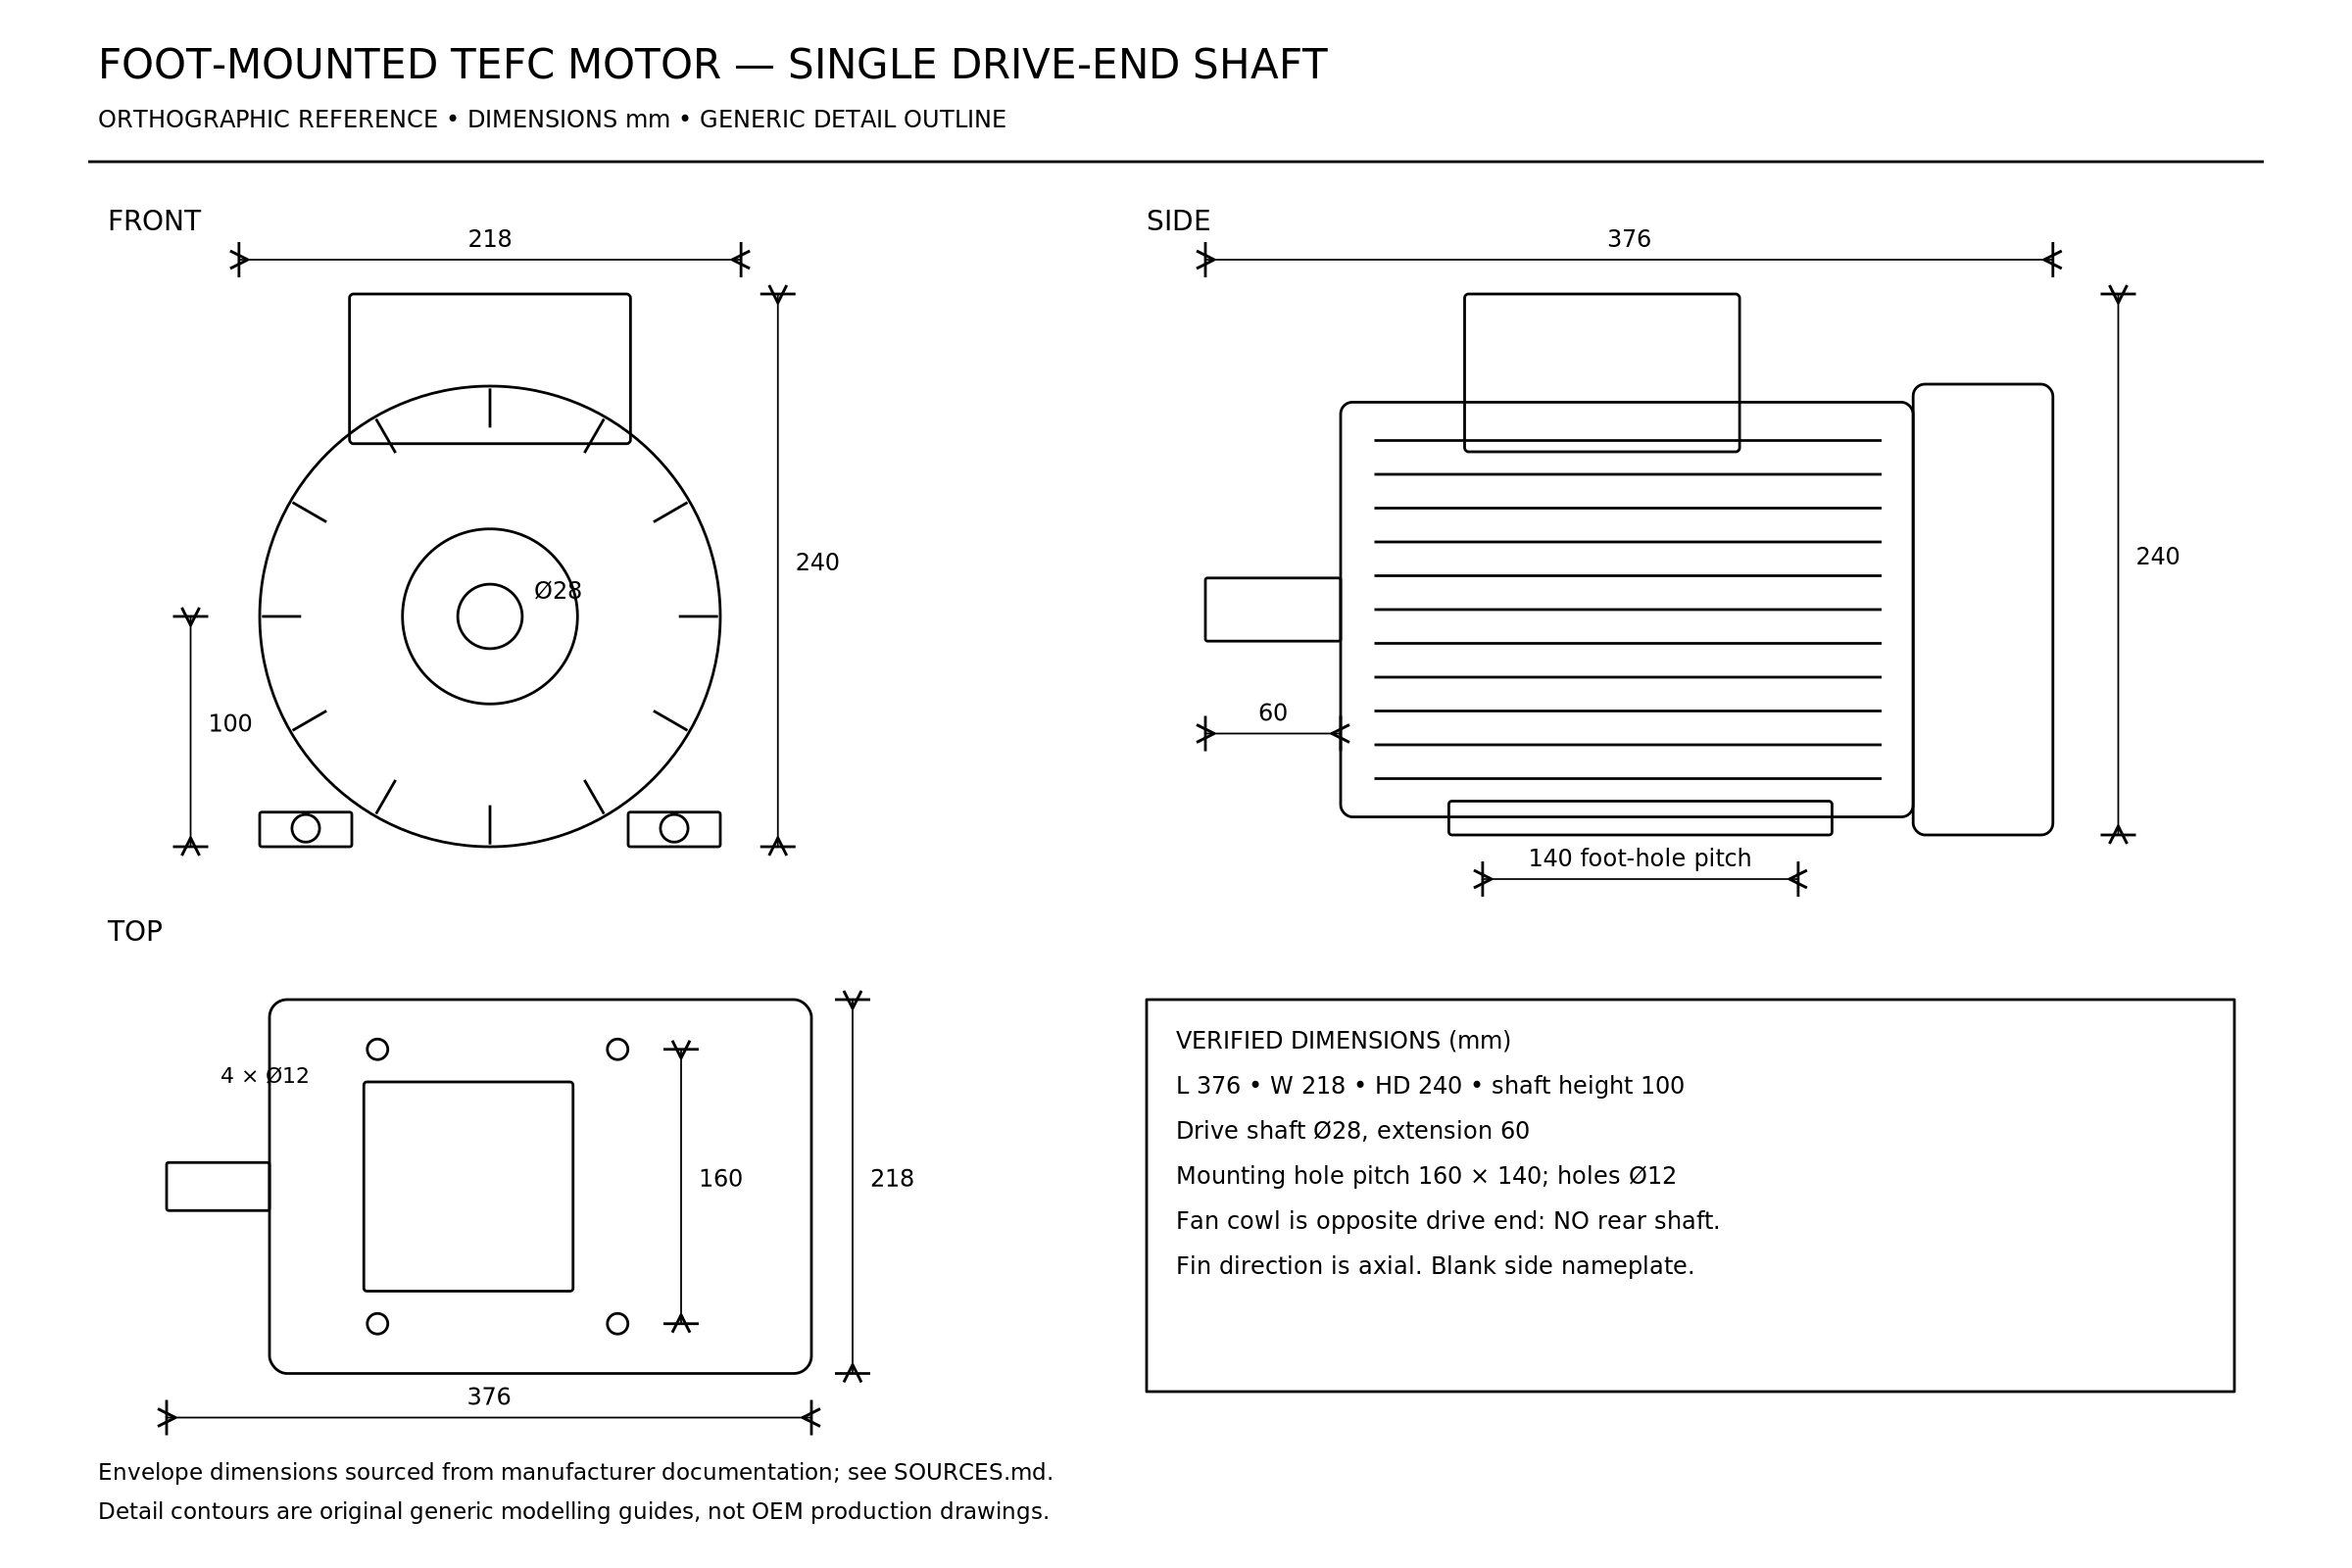 FOOT-MOUNTED TEFC MOTOR — SINGLE DRIVE-END SHAFT
ORTHOGRAPHIC REFERENCE • DIMENSIONS mm • GENERIC DETAIL OUTLINE
FRONT
218
240
Ø28
100
SIDE
376
240
60
140 foot-hole pitch
TOP
4 × Ø12
160
218
376
VERIFIED DIMENSIONS (mm)
L 376 • W 218 • HD 240 • shaft height 100
Drive shaft Ø28, extension 60
Mounting hole pitch 160 × 140; holes Ø12
Fan cowl is opposite drive end: NO rear shaft.
Fin direction is axial. Blank side nameplate.
Envelope dimensions sourced from manufacturer documentation; see SOURCES.md.
Detail contours are original generic modelling guides, not OEM production drawings.